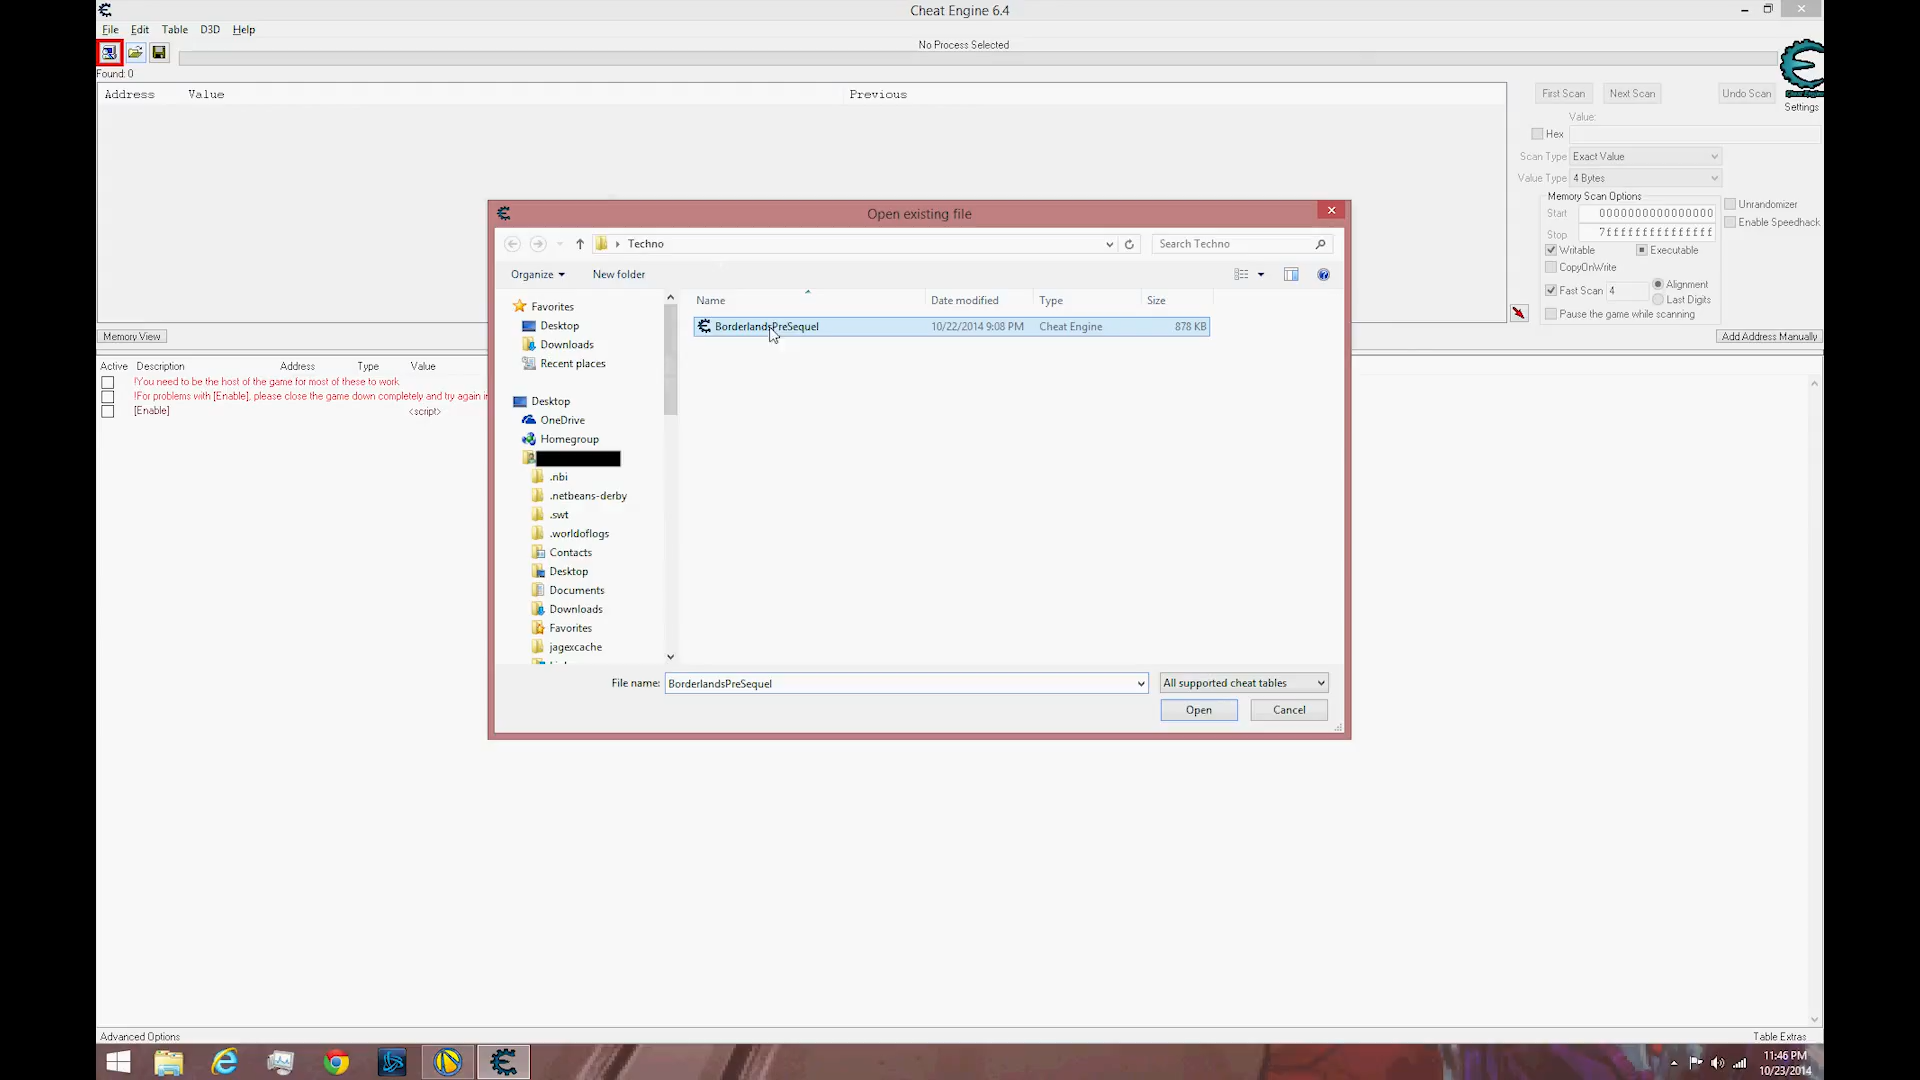 Cheat Engine 6.4
File Edit Table D3D Help
No Process Selected
Found: 0
Address Value Previous
First Scan Next Scan Undo Scan
Cheat Engine
Settings
Value:
Hex
Scan Type Exact Value
Value Type 4 Bytes
Memory Scan Options
Start 0000000000000000
Stop 7fffffffffffffff
Writable Executable
CopyOnWrite
Fast Scan 4 Alignment
Last Digits
Pause the game while scanning
Unrandomizer
Enable Speedhack
Memory View
Add Address Manually
Active Description Address Type Value
!You need to be the host of the game for most of these to work
!For problems with [Enable], please close the game down completely and try again i
[Enable] <script>
Open existing file
Techno
Search Techno
Organize New folder
Name Date modified Type Size
BorderlandsPreSequel 10/22/2014 9:08 PM Cheat Engine 878 KB
Favorites
Desktop
Downloads
Recent places
Desktop
OneDrive
Homegroup
.nbi
.netbeans-derby
.swt
.worldoflogs
Contacts
Desktop
Documents
Downloads
Favorites
jagexcache
File name: BorderlandsPreSequel All supported cheat tables
Open Cancel
Advanced Options Table Extras
11:46 PM
10/23/2014